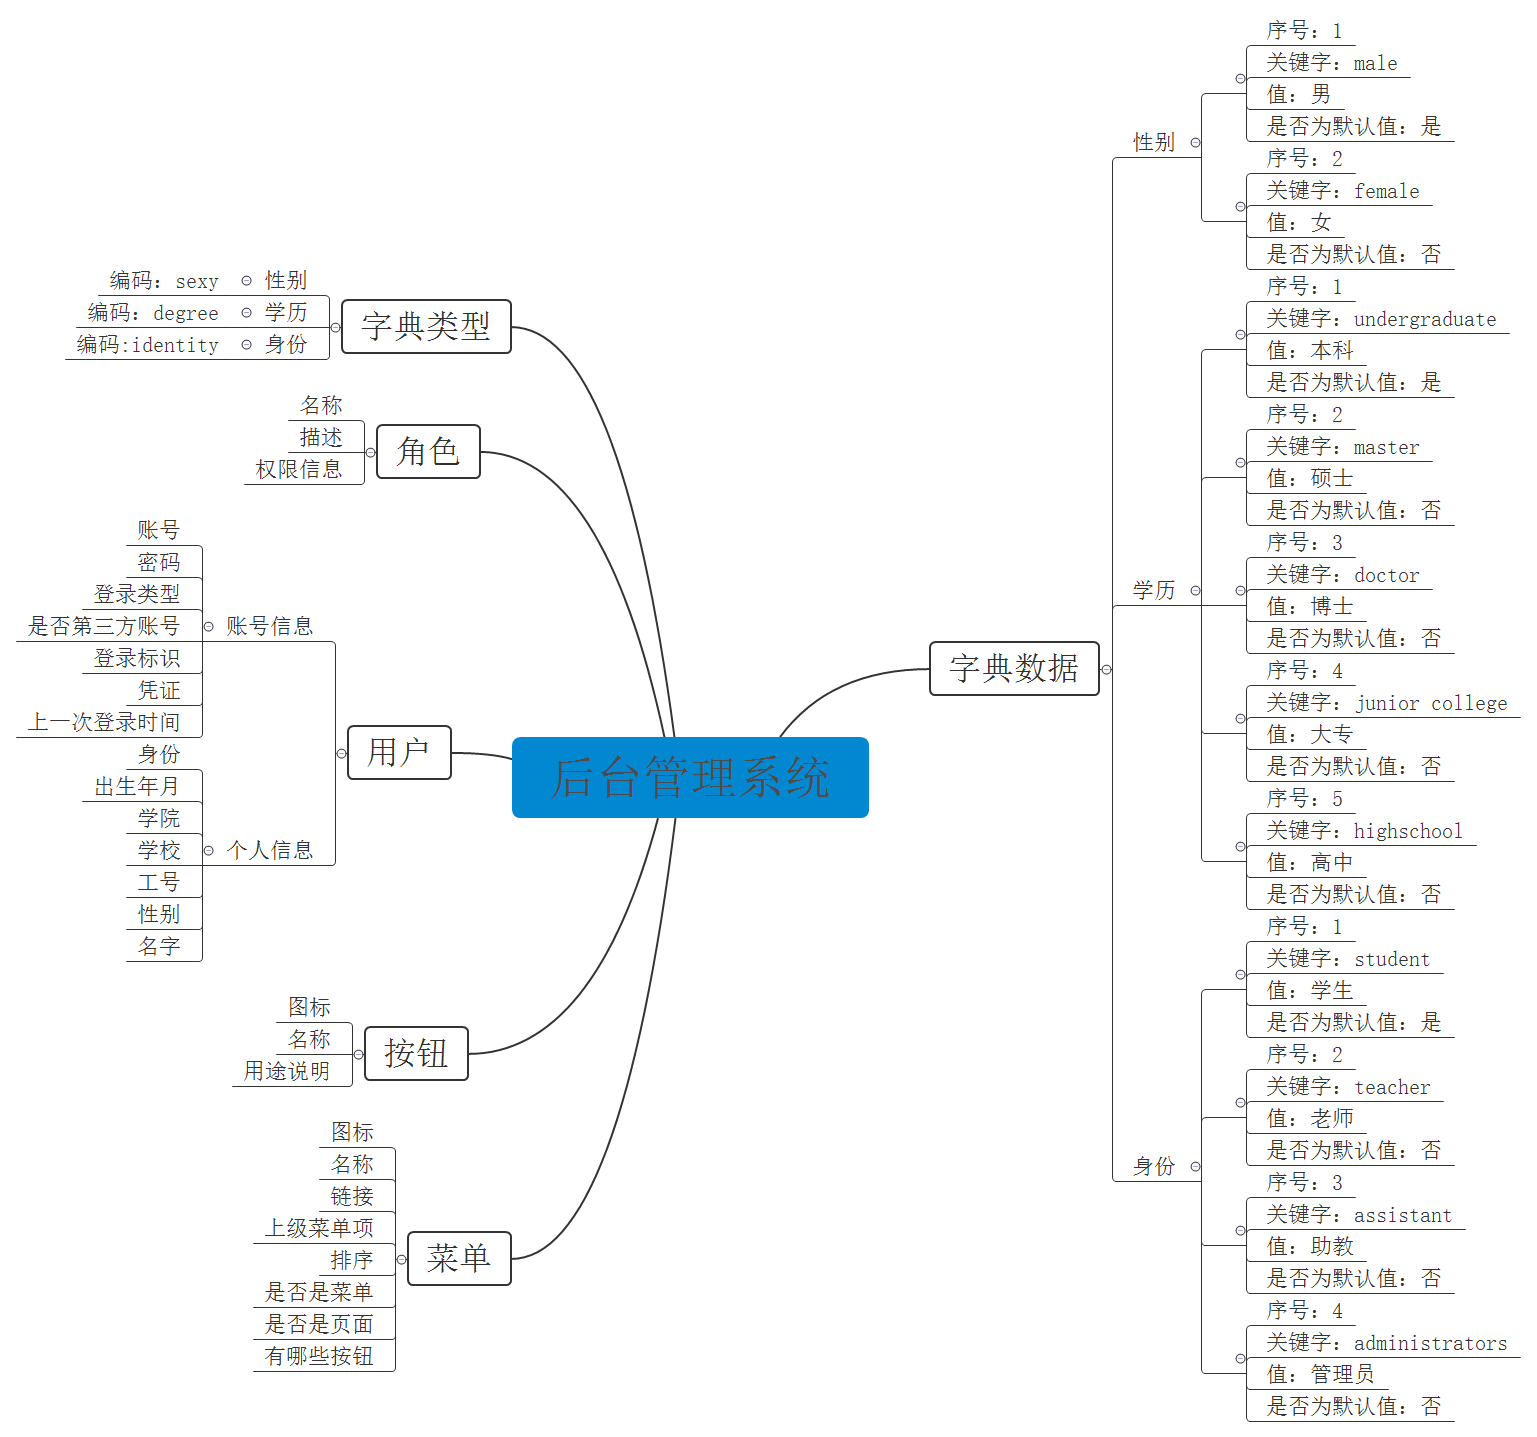 后台管理系统
字典类型
性别
编码：sexy
学历
编码：degree
身份
编码:identity
角色
名称
描述
权限信息
用户
账号信息
账号
密码
登录类型
是否第三方账号
登录标识
凭证
上一次登录时间
个人信息
身份
出生年月
学院
学校
工号
性别
名字
按钮
图标
名称
用途说明
菜单
图标
名称
链接
上级菜单项
排序
是否是菜单
是否是页面
有哪些按钮
字典数据
性别
序号：1
关键字：male
值：男
是否为默认值：是
序号：2
关键字：female
值：女
是否为默认值：否
学历
序号：1
关键字：undergraduate
值：本科
是否为默认值：是
序号：2
关键字：master
值：硕士
是否为默认值：否
序号：3
关键字：doctor
值：博士
是否为默认值：否
序号：4
关键字：junior college
值：大专
是否为默认值：否
序号：5
关键字：highschool
值：高中
是否为默认值：否
身份
序号：1
关键字：student
值：学生
是否为默认值：是
序号：2
关键字：teacher
值：老师
是否为默认值：否
序号：3
关键字：assistant
值：助教
是否为默认值：否
序号：4
关键字：administrators
值：管理员
是否为默认值：否